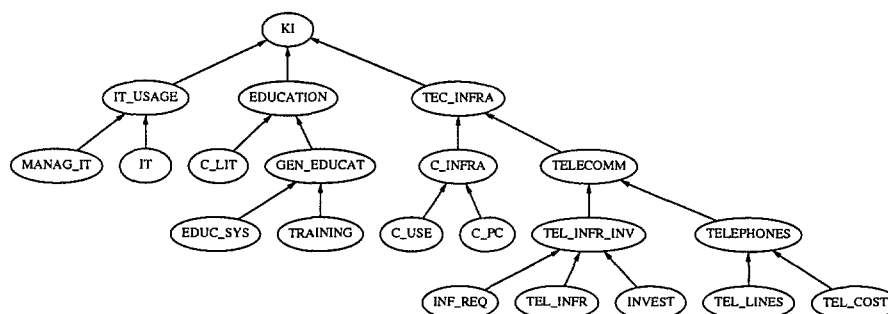 KI
IT_USAGE EDUCATION TEC_INFRA
MANAG_IT IT C_LIT GEN_EDUCAT C_INFRA TELECOMM
EDUC_SYS TRAINING C_USE C_PC TEL_INFR_INV TELEPHONES
INF_REQ TEL_INFR INVEST TEL_LINES TEL_COST